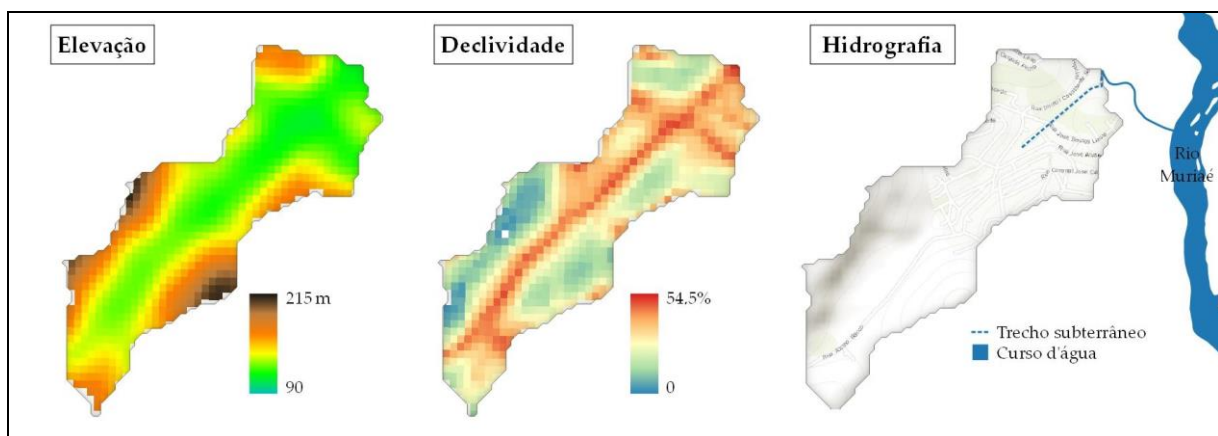 Elevação
215 m
90
Declividade
54,5%
0
Hidrografia
Rio
Muriaé
Trecho subterrâneo
Curso d'água